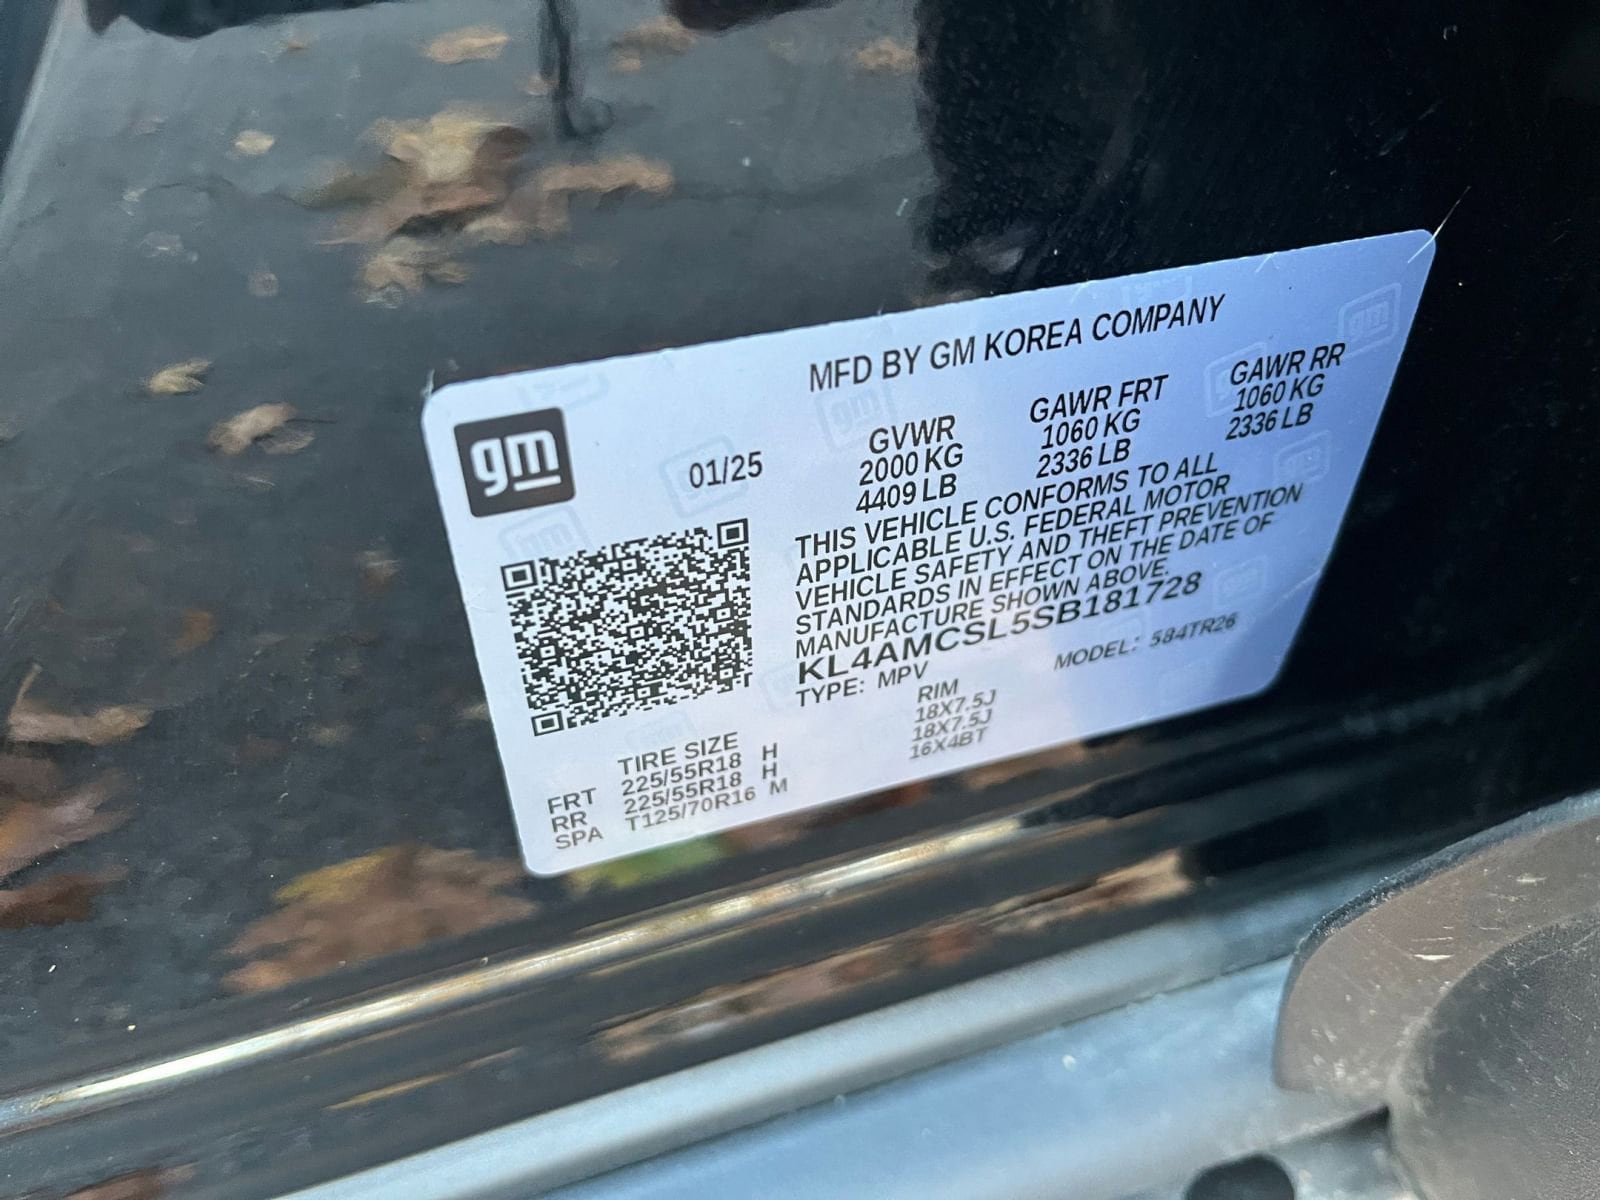 MFD BY GM KOREA COMPANY
gm
01/25
GVWR
2000 KG
4409 LB
GAWR FRT
1060 KG
2336 LB
GAWR RR
1060 KG
2336 LB
THIS VEHICLE CONFORMS TO ALL
APPLICABLE U.S. FEDERAL MOTOR
VEHICLE SAFETY AND THEFT PREVENTION
STANDARDS IN EFFECT ON THE DATE OF
MANUFACTURE SHOWN ABOVE.
KL4AMCSL5SB181728
TYPE: MPV
MODEL: 584TR26
TIRE SIZE
RIM
FRT 225/55R18 H 18X7.5J
RR 225/55R18 H 18X7.5J
SPA T125/70R16 M 16X4BT